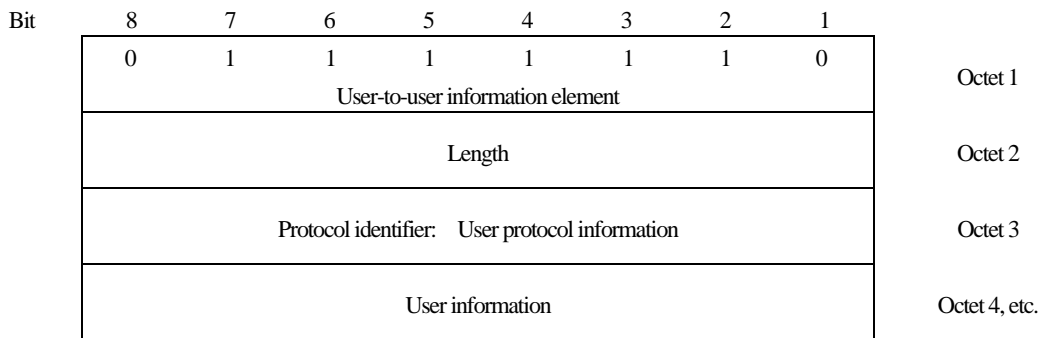 Bit 8 7 6 5 4 3 2 1
0 1 1 1 1 1 1 0
Octet 1
User-to-user information element
Length Octet 2
Protocol identifier: User protocol information Octet 3
User information Octet 4, etc.